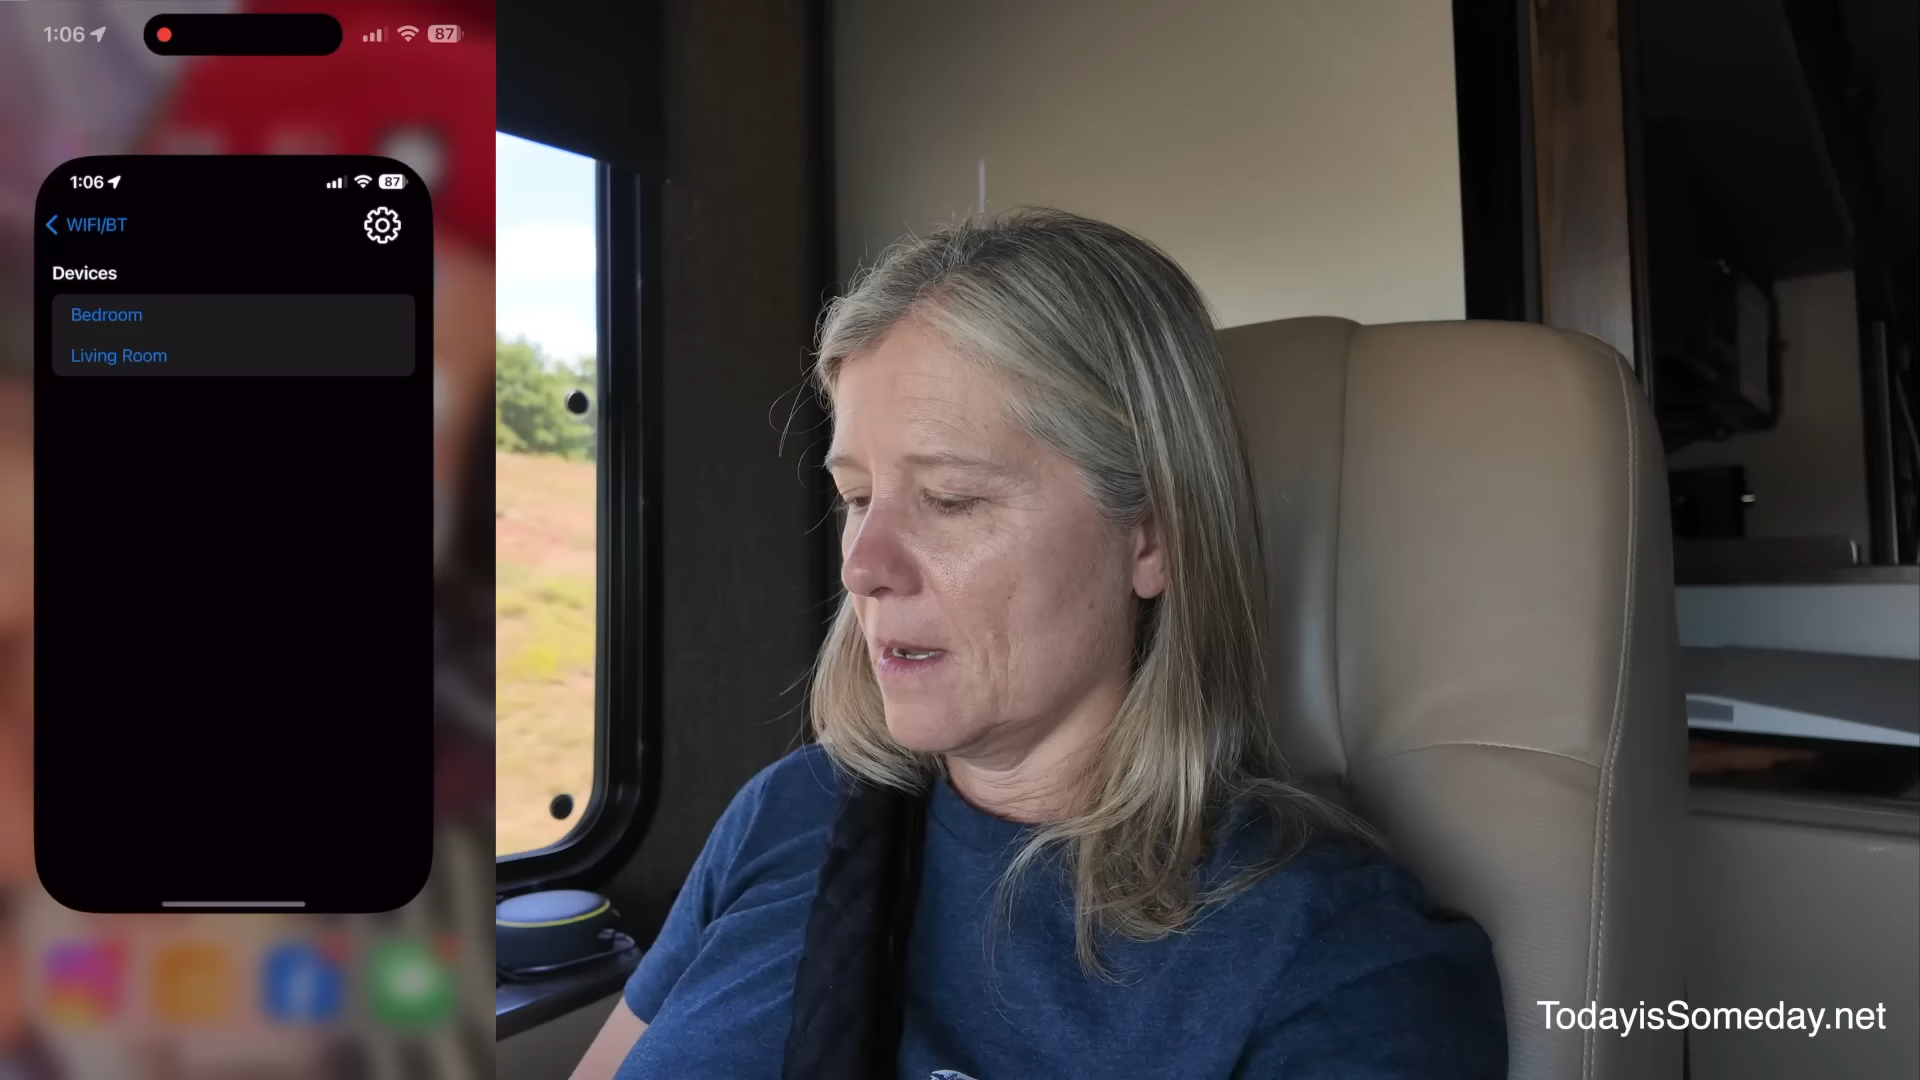 1:06
87
1:06
87
WIFI/BT
Devices
Bedroom
Living Room
TodayisSomeday.net